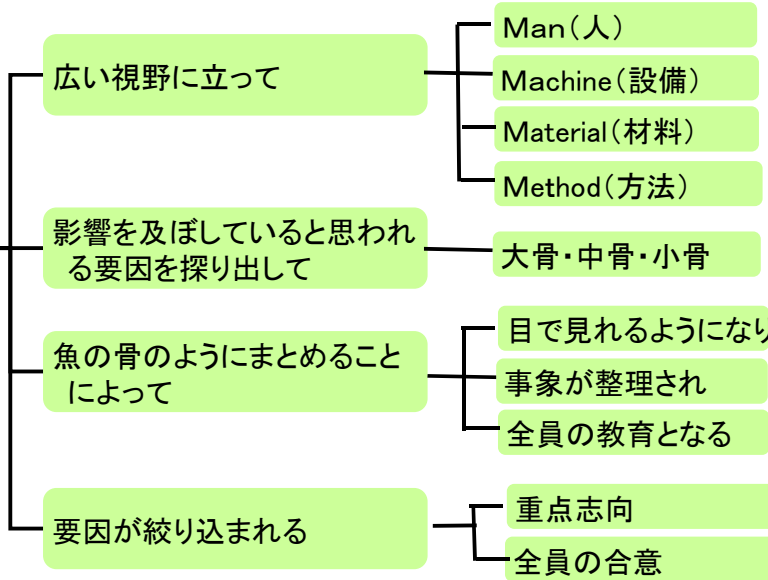 広い視野に立って
Man(人)
Machine(設備)
Material(材料)
Method(方法)
影響を及ぼしていると思われ
る要因を探り出して
大骨・中骨・小骨
魚の骨のようにまとめること
によって
目で見れるようになり
事象が整理され
全員の教育となる
要因が絞り込まれる
重点志向
全員の合意